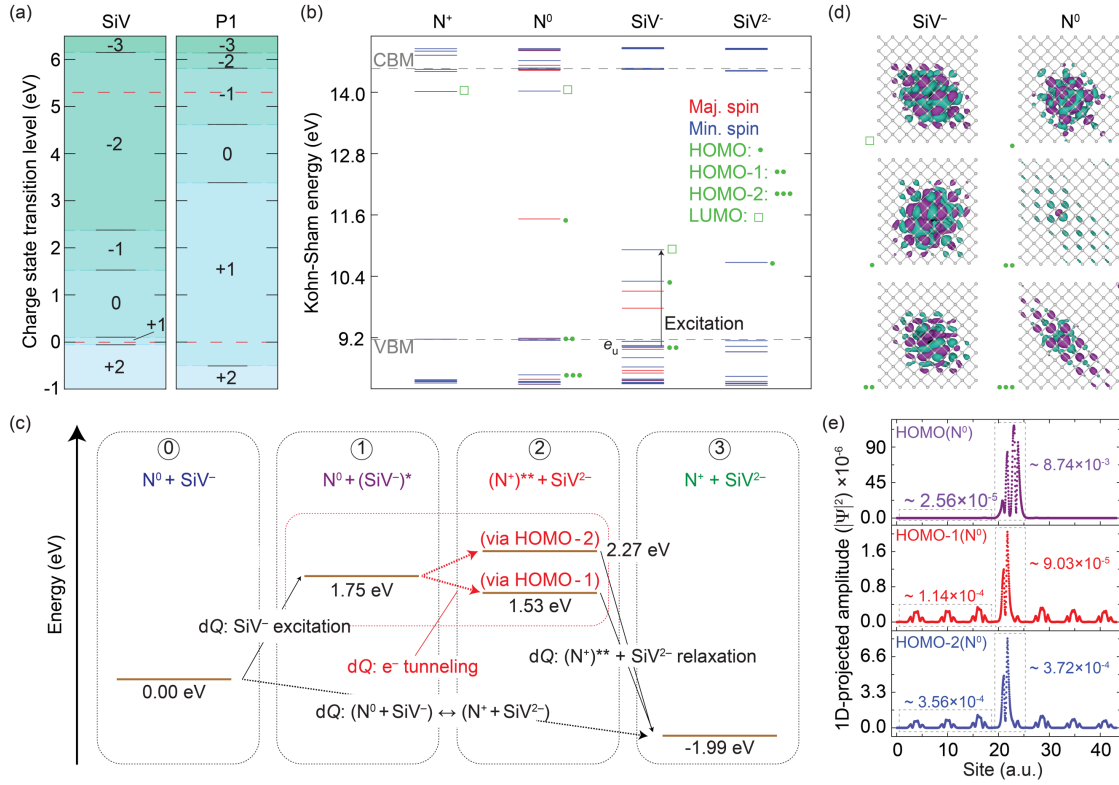 (a)
SiV
P1
Charge state transition level (eV)
6
5
4
3
2
1
0
-1
-3
-2
-1
0
+1
+2
-3
-2
-1
0
+1
+2
(b)
N⁺
N⁰
SiV⁻
SiV²⁻
Kohn-Sham energy (eV)
14.0
12.8
11.6
10.4
9.2
CBM
VBM
Maj. spin
Min. spin
HOMO:
HOMO-1:
HOMO-2:
LUMO:
Excitation
eᵤ
(d)
SiV⁻
N⁰
(c)
Energy (eV)
0
N⁰ + SiV⁻
1
N⁰ + (SiV⁻)*
2
(N⁺)** + SiV²⁻
3
N⁺ + SiV²⁻
(via HOMO-2)
2.27 eV
1.75 eV
(via HOMO-1)
1.53 eV
dQ: SiV⁻ excitation
dQ: e⁻ tunneling
dQ: (N⁺)** + SiV²⁻ relaxation
0.00 eV
dQ: (N⁰ + SiV⁻) ↔ (N⁺ + SiV²⁻)
-1.99 eV
(e)
1D-projected amplitude (|Ψ|²) ×10⁻⁶
HOMO(N⁰)
90
45
0.0
~ 8.74×10⁻³
~ 2.56×10⁻⁵
HOMO-1(N⁰)
1.6
0.8
0.0
~ 9.03×10⁻⁵
~ 1.14×10⁻⁴
HOMO-2(N⁰)
6.6
3.3
0.0
~ 3.72×10⁻⁴
~ 3.56×10⁻⁴
0 10 20 30 40
Site (a.u.)